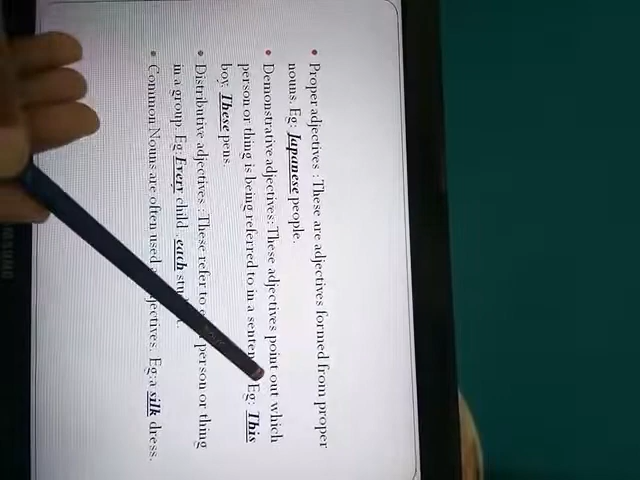 • Proper adjectives : These are adjectives formed from proper
nouns. Eg: Japanese people.
• Demonstrative adjectives: These adjectives point out which
person or thing is being referred to in a senten Eg: This
boy. These pens.
• Distributive adjectives : These refer to person or thing
in a group. Eg:Every child , each stu
• Common Nouns are often used jectives. Eg:a silk dress.
SAMSUNG